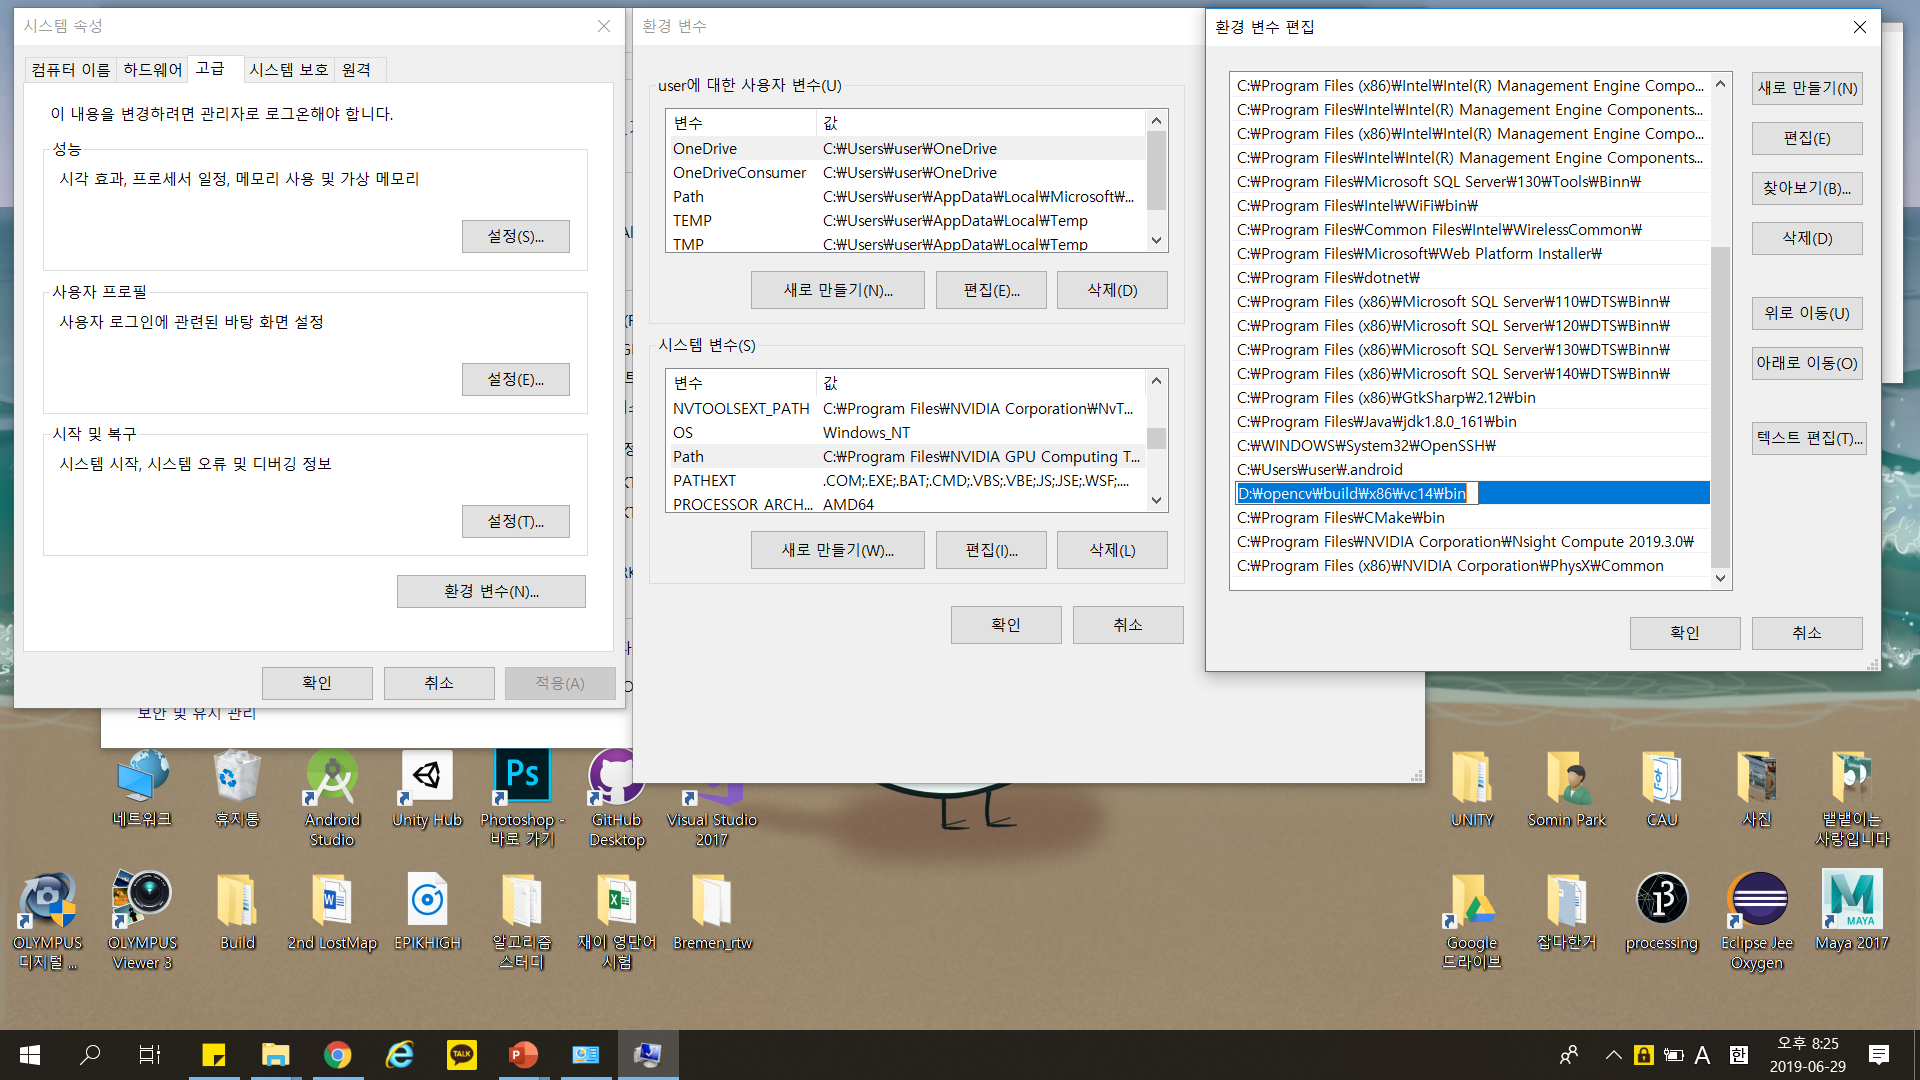 시스템 속성
컴퓨터 이름
하드웨어
고급
시스템 보호
원격
이 내용을 변경하려면 관리자로 로그온해야 합니다.
성능
시각 효과, 프로세서 일정, 메모리 사용 및 가상 메모리
설정(S)...
사용자 프로필
사용자 로그인에 관련된 바탕 화면 설정
설정(E)...
시작 및 복구
시스템 시작, 시스템 오류 및 디버깅 정보
설정(T)...
환경 변수(N)...
확인
취소
적용(A)
보안 및 유지 관리
환경 변수
user에 대한 사용자 변수(U)
변수 값
OneDrive C:₩Users₩user₩OneDrive
OneDriveConsumer C:₩Users₩user₩OneDrive
Path C:₩Users₩user₩AppData₩Local₩Microsoft₩...
TEMP C:₩Users₩user₩AppData₩Local₩Temp
TMP C:₩Users₩user₩AppData₩Local₩Temp
새로 만들기(N)...
편집(E)...
삭제(D)
시스템 변수(S)
변수 값
NVTOOLSEXT_PATH C:₩Program Files₩NVIDIA Corporation₩NvT...
OS Windows_NT
Path C:₩Program Files₩NVIDIA GPU Computing T...
PATHEXT .COM;.EXE;.BAT;.CMD;.VBS;.VBE;.JS;.JSE;.WSF;....
PROCESSOR_ARCH... AMD64
새로 만들기(W)...
편집(I)...
삭제(L)
확인
취소
환경 변수 편집
C:₩Program Files (x86)₩Intel₩Intel(R) Management Engine Compo...
C:₩Program Files₩Intel₩Intel(R) Management Engine Components...
C:₩Program Files (x86)₩Intel₩Intel(R) Management Engine Compo...
C:₩Program Files₩Intel₩Intel(R) Management Engine Components...
C:₩Program Files₩Microsoft SQL Server₩130₩Tools₩Binn₩
C:₩Program Files₩Intel₩WiFi₩bin₩
C:₩Program Files₩Common Files₩Intel₩WirelessCommon₩
C:₩Program Files₩Microsoft₩Web Platform Installer₩
C:₩Program Files₩dotnet₩
C:₩Program Files (x86)₩Microsoft SQL Server₩110₩DTS₩Binn₩
C:₩Program Files (x86)₩Microsoft SQL Server₩120₩DTS₩Binn₩
C:₩Program Files (x86)₩Microsoft SQL Server₩130₩DTS₩Binn₩
C:₩Program Files (x86)₩Microsoft SQL Server₩140₩DTS₩Binn₩
C:₩Program Files (x86)₩GtkSharp₩2.12₩bin
C:₩Program Files₩Java₩jdk1.8.0_161₩bin
C:₩WINDOWS₩System32₩OpenSSH₩
C:₩Users₩user₩.android
D:₩opencv₩build₩x86₩vc14₩bin
C:₩Program Files₩CMake₩bin
C:₩Program Files₩NVIDIA Corporation₩Nsight Compute 2019.3.0₩
C:₩Program Files (x86)₩NVIDIA Corporation₩PhysX₩Common
새로 만들기(N)
편집(E)
찾아보기(B)...
삭제(D)
위로 이동(U)
아래로 이동(O)
텍스트 편집(T)...
확인
취소
네트워크
휴지통
Android
Studio
Unity Hub
Ps
Photoshop -
바로 가기
GitHub
Desktop
Visual Studio
2017
UNITY
Somin Park
CAU
사진
뱉뱉이는
사랑입니다
OLYMPUS
디지털 ...
OLYMPUS
Viewer 3
Build
2nd LostMap
EPIKHIGH
알고리즘
스터디
재이 영단어
시험
Bremen_rtw
Google
드라이브
잡다한거
processing
Eclipse Jee
Oxygen
MAYA
Maya 2017
TALK
A
한
오후 8:25
2019-06-29